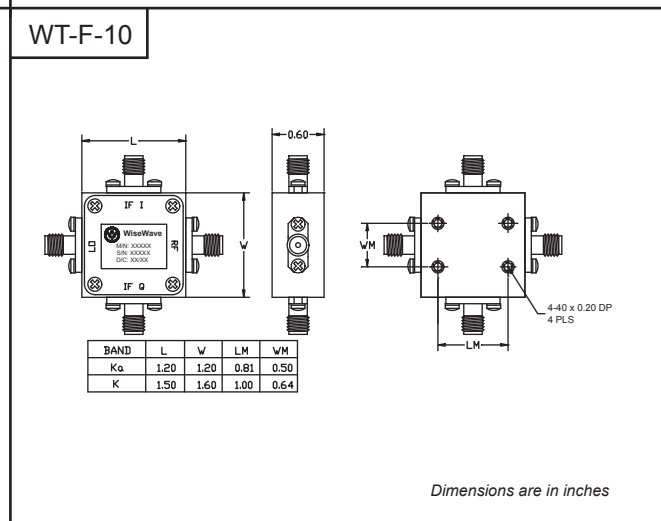 WT-F-10
L
0.60
IF I
WiseWave
LO
M/N: XXXXX
S/N: XXXXX
D/C: XX/XX
RF
IF Q
W
WM
4-40 x 0.20 DP
4 PLS
LM
BAND L W LM WM
Ka 1.20 1.20 0.81 0.50
K 1.50 1.60 1.00 0.64
Dimensions are in inches